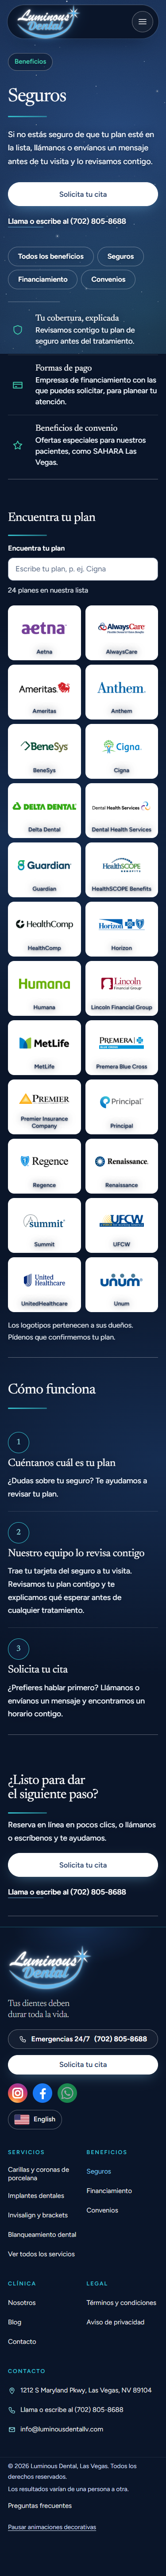 Luminous
Dental
Beneficios
Seguros
Si no estás seguro de que tu plan esté en
la lista, llámanos o envíanos un mensaje
antes de tu visita y lo revisamos contigo.
Solicita tu cita
Llama o escribe al (702) 805-8688
Todos los beneficios
Seguros
Financiamiento
Convenios
Tu cobertura, explicada
Revisamos contigo tu plan de
seguro antes del tratamiento.
Formas de pago
Empresas de financiamiento con las
que puedes solicitar, para planear tu
atención.
Beneficios de convenio
Ofertas especiales para nuestros
pacientes, como SAHARA Las
Vegas.
Encuentra tu plan
Encuentra tu plan
Escribe tu plan, p. ej. Cigna
24 planes en nuestra lista
aetna
Aetna
AlwaysCare
AlwaysCare
Ameritas
Ameritas
Anthem
Anthem
BeneSys
BeneSys
Cigna
Cigna
DELTA DENTAL
Delta Dental
Dental Health Services
Dental Health Services
Guardian
Guardian
HealthSCOPE
BENEFITS
HealthSCOPE Benefits
HealthComp
HealthComp
Horizon
Horizon
Humana
Humana
LINCOLN
Lincoln Financial Group
MetLife
MetLife
PREMERA
Premera Blue Cross
PREMIER
Premier Insurance
Company
Principal
Principal
Regence
Regence
Renaissance
Renaissance
Summit
Summit
UFCW
UFCW
United
Healthcare
UnitedHealthcare
unum
Unum
Los logotipos pertenecen a sus dueños.
Pídenos que confirmemos tu plan.
Cómo funciona
1
Cuéntanos cuál es tu plan
¿Dudas sobre tu seguro? Te ayudamos a
revisar tu plan.
2
Nuestro equipo lo revisa contigo
Trae tu tarjeta del seguro a tu visita.
Revisamos tu plan contigo y te
explicamos qué esperar antes de
cualquier tratamiento.
3
Solicita tu cita
¿Prefieres hablar primero? Llámanos o
envíanos un mensaje y encontramos un
horario contigo.
¿Listo para dar
el siguiente paso?
Reserva en línea en pocos clics, o llámanos
o escríbenos y te ayudamos.
Solicita tu cita
Llama o escribe al (702) 805-8688
Luminous
Dental
Tus dientes deben
durar toda la vida.
Emergencias 24/7 (702) 805-8688
Solicita tu cita
English
SERVICIOS
Carillas y coronas de
porcelana
Implantes dentales
Invisalign y brackets
Blanqueamiento dental
Ver todos los servicios
BENEFICIOS
Seguros
Financiamiento
Convenios
CLÍNICA
Nosotros
Blog
Contacto
LEGAL
Términos y condiciones
Aviso de privacidad
CONTACTO
1212 S Maryland Pkwy, Las Vegas, NV 89104
Llama o escribe al (702) 805-8688
info@luminousdentallv.com
© 2026 Luminous Dental, Las Vegas. Todos los
derechos reservados.
Los resultados varían de una persona a otra.
Preguntas frecuentes
Pausar animaciones decorativas